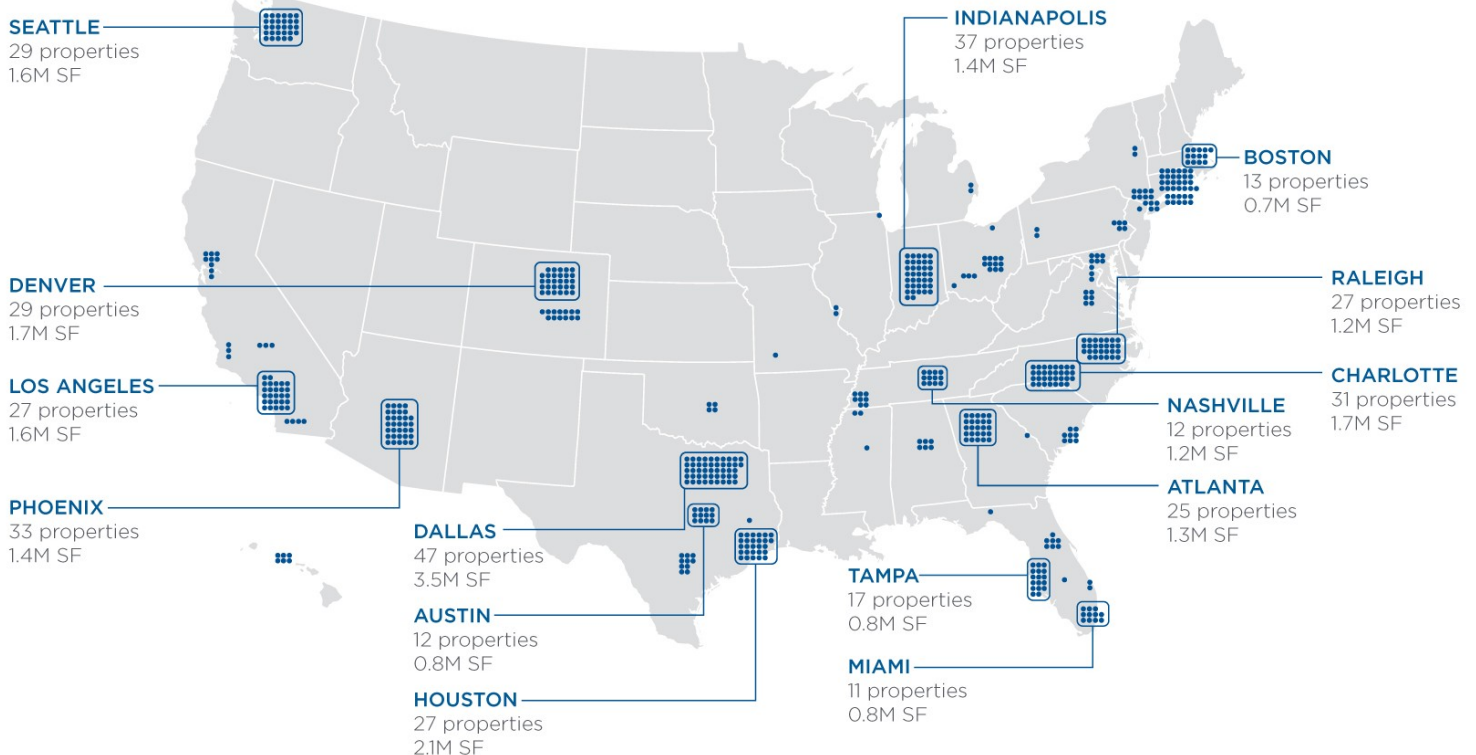 SEATTLE
29 properties
1.6M SF
INDIANAPOLIS
37 properties
1.4M SF
BOSTON
13 properties
0.7M SF
DENVER
29 properties
1.7M SF
RALEIGH
27 properties
1.2M SF
LOS ANGELES
27 properties
1.6M SF
CHARLOTTE
31 properties
1.7M SF
NASHVILLE
12 properties
1.2M SF
PHOENIX
33 properties
1.4M SF
ATLANTA
25 properties
1.3M SF
DALLAS
47 properties
3.5M SF
TAMPA
17 properties
0.8M SF
AUSTIN
12 properties
0.8M SF
MIAMI
11 properties
0.8M SF
HOUSTON
27 properties
2.1M SF